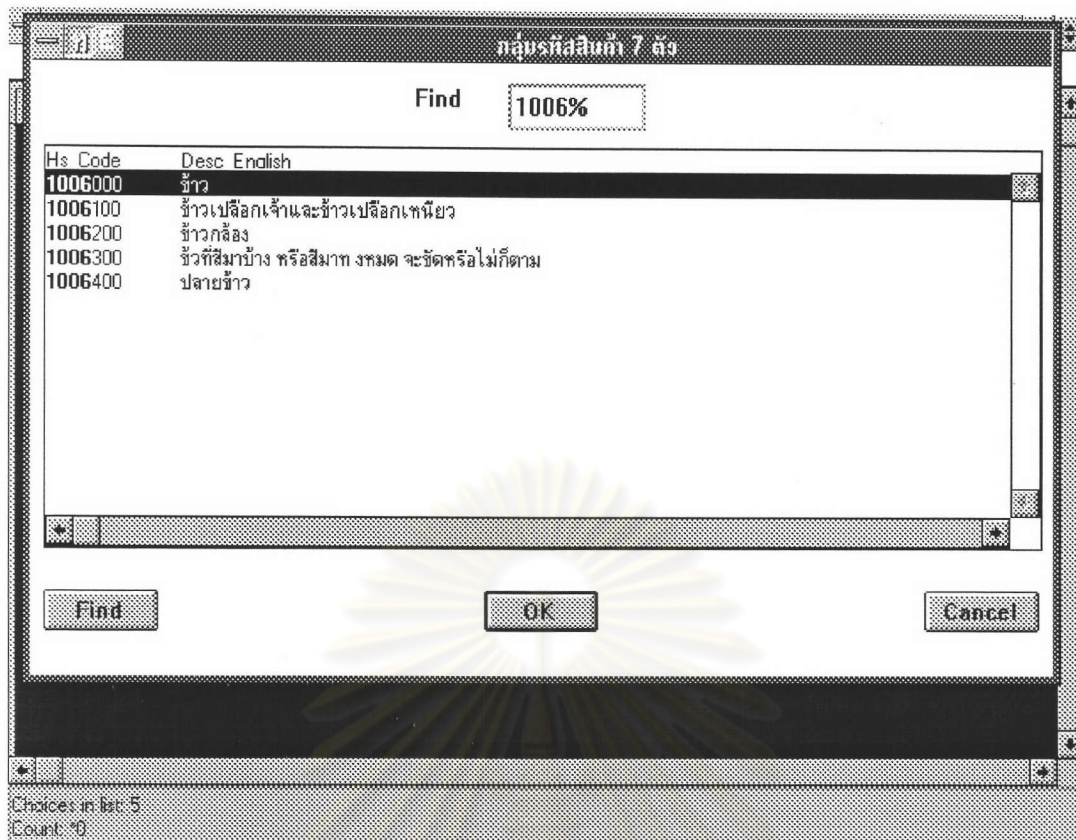 กลุ่มรหัสสินค้า 7 ตัว
Find 1006%
Hs Code Desc English
1006000 ข้าว
1006100 ข้าวเปลือกเจ้าและข้าวเปลือกเหนียว
1006200 ข้าวกล้อง
1006300 ข้วที่สีมาบ้าง หรือสีมาท งหมด จะขัดหรือไม่ก็ตาม
1006400 ปลายข้าว
Find OK Cancel
Choices in list: 5
Count: *0